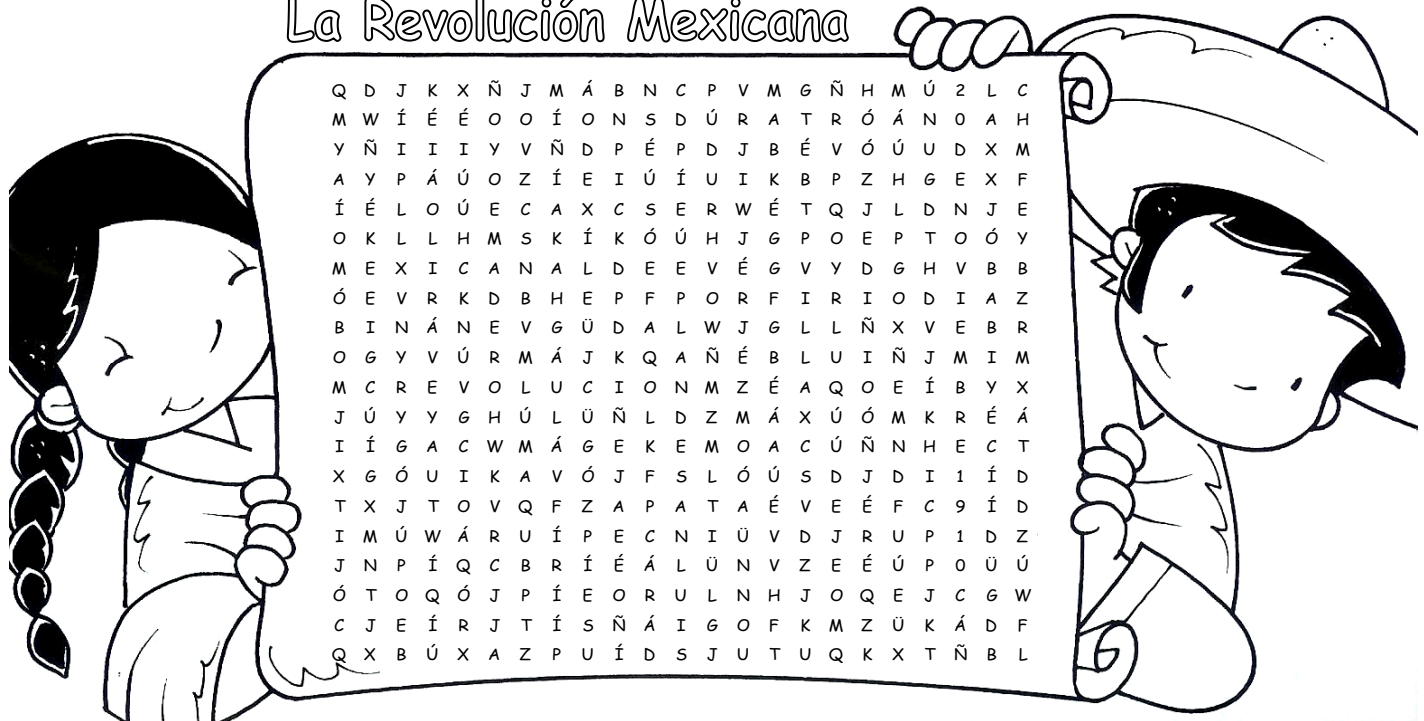 La Revolución Mexicana
Q D J K X Ñ J M Á B N C P V M G Ñ H M Ú 2 L C
M W Í É É O O Í O N S D Ú R A T R Ó Á N 0 A H
Y Ñ I I I Y V Ñ D P É P D J B É V Ó Ú U D X M
A Y P Á Ú O Z Í E I Ú Í U I K B P Z H G E X F
Í É L O Ú E C A X C S E R W É T Q J L D N J E
O K L L H M S K Í K Ó Ú H J G P O E P T O Ó Y
M E X I C A N A L D E E V É G V Y D G H V B B
Ó E V R K D B H E P F P O R F I R I O D I A Z
B I N Á N E V G Ü D A L W J G L L Ñ X V E B R
O G Y V Ú R M Á J K Q A Ñ É B L U I Ñ J M I M
M C R E V O L U C I O N M Z É A Q O E Í B Y X
J Ú Y Y G H Ú L Ü Ñ L D Z M Á X Ú Ó M K R É Á
I Í G A C W M Á G E K E M O A C Ú Ñ N H E C T
X G Ó U I K A V Ó J F S L Ó Ú S D J D I 1 Í D
T X J T O V Q F Z A P A T A É V E É F C 9 Í D
I M Ú W Á R U Í P E C N I Ü V D J R U P 1 D Z
J N P Í Q C B R Í É Á L Ü N V Z E É Ú P 0 Ü Ú
Ó T O Q Ó J P Í E O R U L N H J O Q E J C G W
C J E Í R J T Í S Ñ Á I G O F K M Z Ü K Á D F
Q X B Ú X A Z P U Í D S J U T U Q K X T Ñ B L